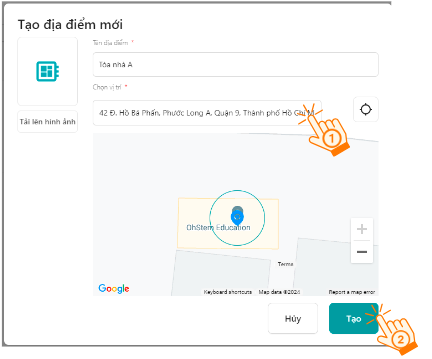 Tạo địa điểm mới
Tên địa điểm *
Tòa nhà A
Chọn vị trí *
42 Đ. Hồ Bá Phấn, Phước Long A, Quận 9, Thành phố Hồ Chí M
Tải lên hình ảnh
1
OhStem Education
+
−
Terms
Google
Keyboard shortcuts Map data ©2024 Report a map error
Hủy
Tạo
2